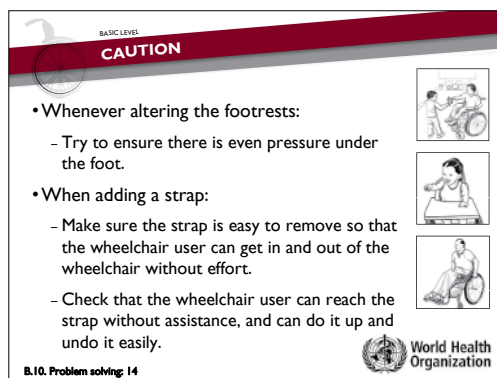 BASIC LEVEL
CAUTION
• Whenever altering the footrests:
– Try to ensure there is even pressure under
the foot.
• When adding a strap:
– Make sure the strap is easy to remove so that
the wheelchair user can get in and out of the
wheelchair without effort.
– Check that the wheelchair user can reach the
strap without assistance, and can do it up and
undo it easily.
World Health
Organization
B.10. Problem solving: 14